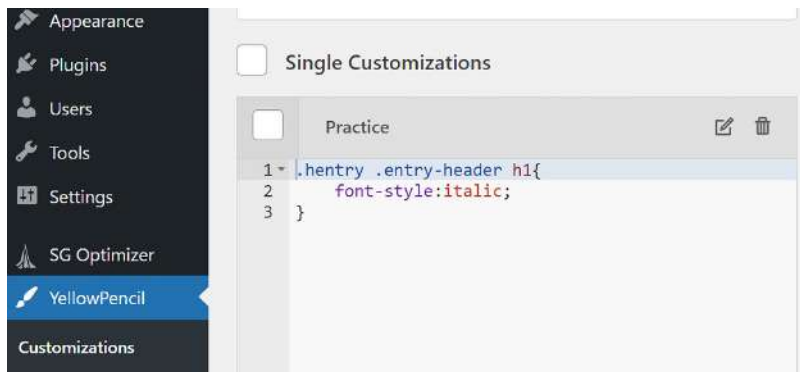 Appearance
Plugins
Users
Tools
Settings
SG Optimizer
YellowPencil
Customizations
Single Customizations
Practice
1 .hentry .entry-header h1{
2 font-style:italic;
3 }